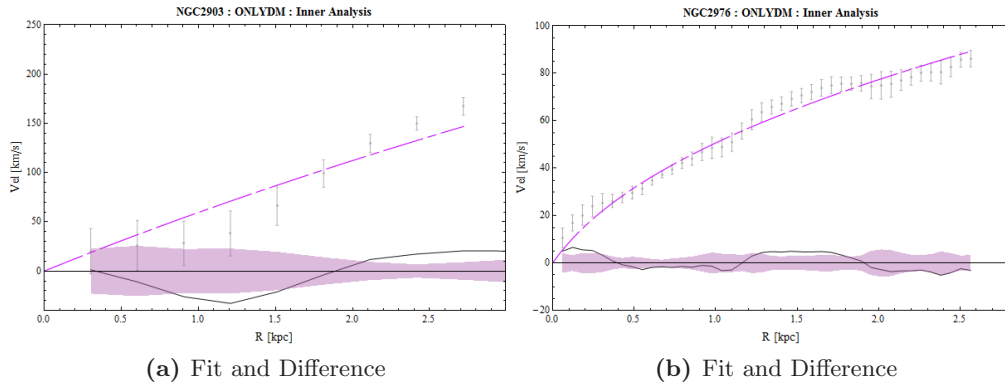 NGC2903 : ONLYDM : Inner Analysis
250
200
150
100
50
0
Vel [km/s]
0.0 0.5 1.0 1.5 2.0 2.5
R [kpc]
(a) Fit and Difference
NGC2976 : ONLYDM : Inner Analysis
100
80
60
40
20
0
-20
Vel [km/s]
0.0 0.5 1.0 1.5 2.0 2.5
R [kpc]
(b) Fit and Difference